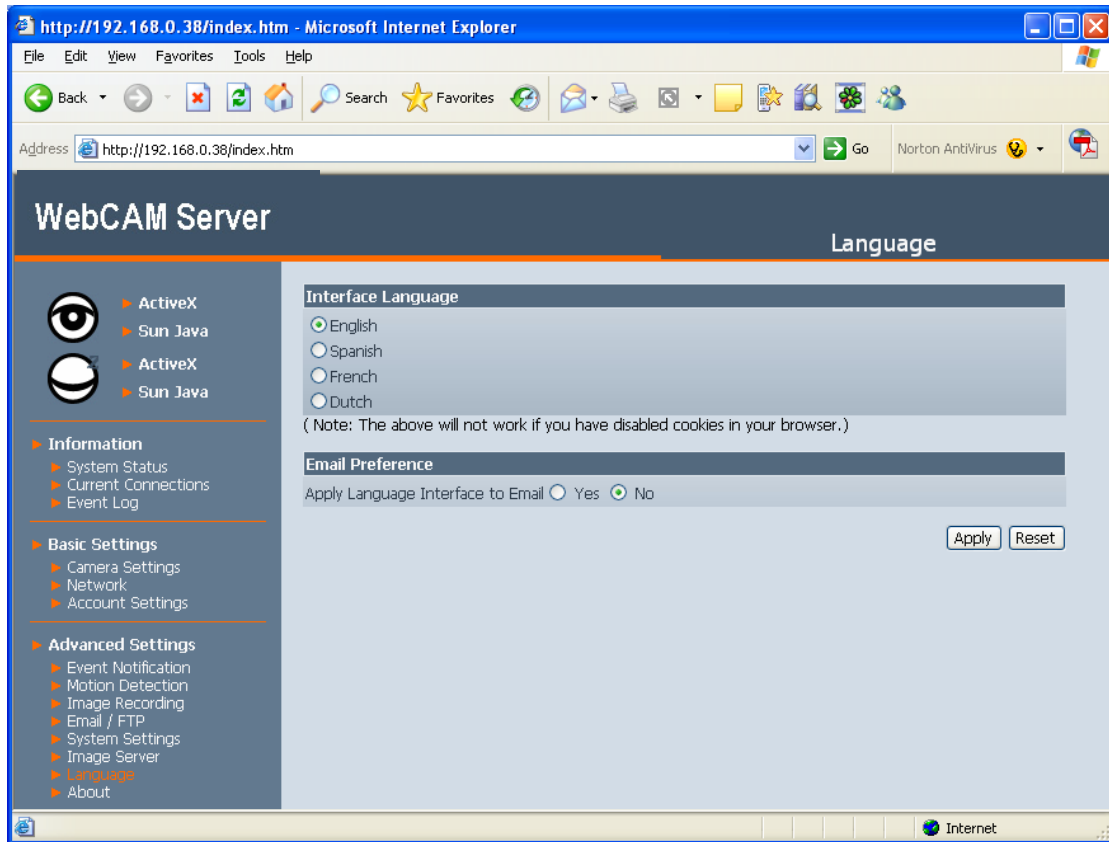 http://192.168.0.38/index.htm - Microsoft Internet Explorer
File Edit View Favorites Tools Help
Back Search Favorites
Address http://192.168.0.38/index.htm Go Norton AntiVirus
WebCAM Server
Language
ActiveX
Sun Java
ActiveX
Sun Java
Information
System Status
Current Connections
Event Log
Basic Settings
Camera Settings
Network
Account Settings
Advanced Settings
Event Notification
Motion Detection
Image Recording
Email / FTP
System Settings
Image Server
Language
About
Interface Language
English
Spanish
French
Dutch
( Note: The above will not work if you have disabled cookies in your browser.)
Email Preference
Apply Language Interface to Email Yes No
Apply Reset
Internet